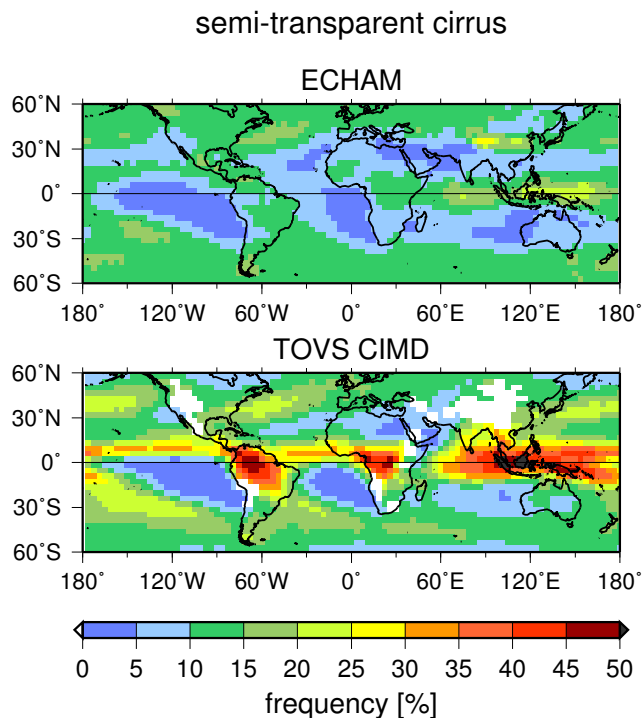 semi-transparent cirrus
ECHAM
60˚N
30˚N
0˚
30˚S
60˚S
180˚ 120˚W 60˚W 0˚ 60˚E 120˚E 180˚
TOVS CIMD
60˚N
30˚N
0˚
30˚S
60˚S
180˚ 120˚W 60˚W 0˚ 60˚E 120˚E 180˚
0 5 10 15 20 25 30 35 40 45 50
frequency [%]